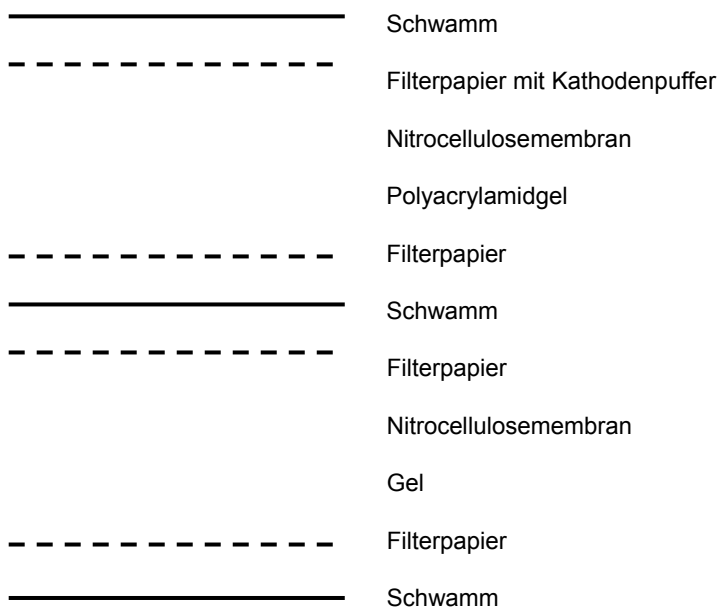 Schwamm
Filterpapier mit Kathodenpuffer
Nitrocellulosemembran
Polyacrylamidgel
Filterpapier
Schwamm
Filterpapier
Nitrocellulosemembran
Gel
Filterpapier
Schwamm